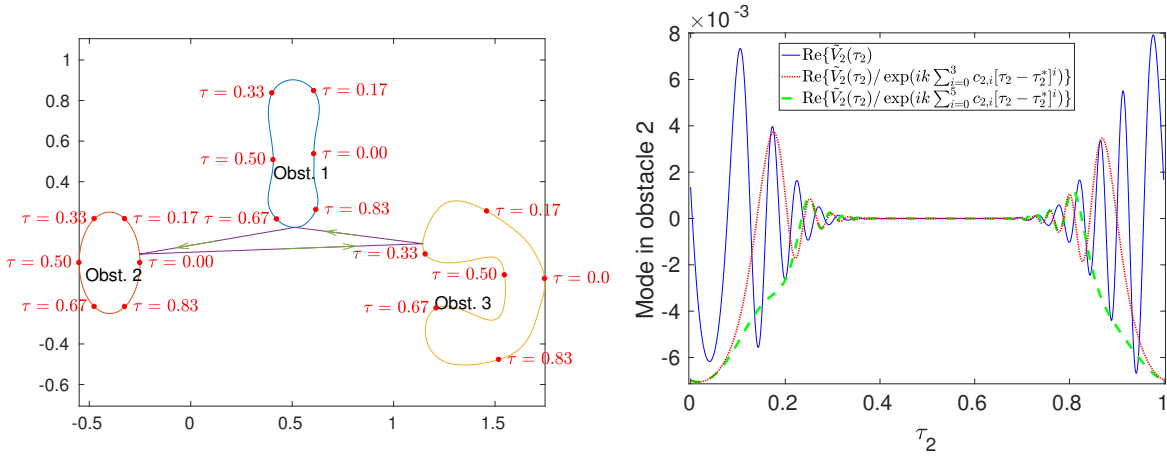 1
0.8
0.6
0.4
0.2
0
-0.2
-0.4
-0.6
-0.5
0
0.5
1
1.5
τ = 0.33
τ = 0.17
τ = 0.50
τ = 0.00
Obst. 1
τ = 0.67
τ = 0.83
τ = 0.33
τ = 0.17
τ = 0.50
τ = 0.00
Obst. 2
τ = 0.67
τ = 0.83
τ = 0.17
τ = 0.33
τ = 0.50
τ = 0.0
τ = 0.67
Obst. 3
τ = 0.83
×10⁻³
8
6
4
2
0
-2
-4
-6
Mode in obstacle 2
Re{Ṽ₂(τ₂)
Re{Ṽ₂(τ₂)/ exp(ik ∑³ᵢ₌₀ c₂,ᵢ[τ₂ − τ₂*]ⁱ)}
Re{Ṽ₂(τ₂)/ exp(ik ∑⁵ᵢ₌₀ c₂,ᵢ[τ₂ − τ₂*]ⁱ)}
0
0.2
0.4
0.6
0.8
1
τ₂